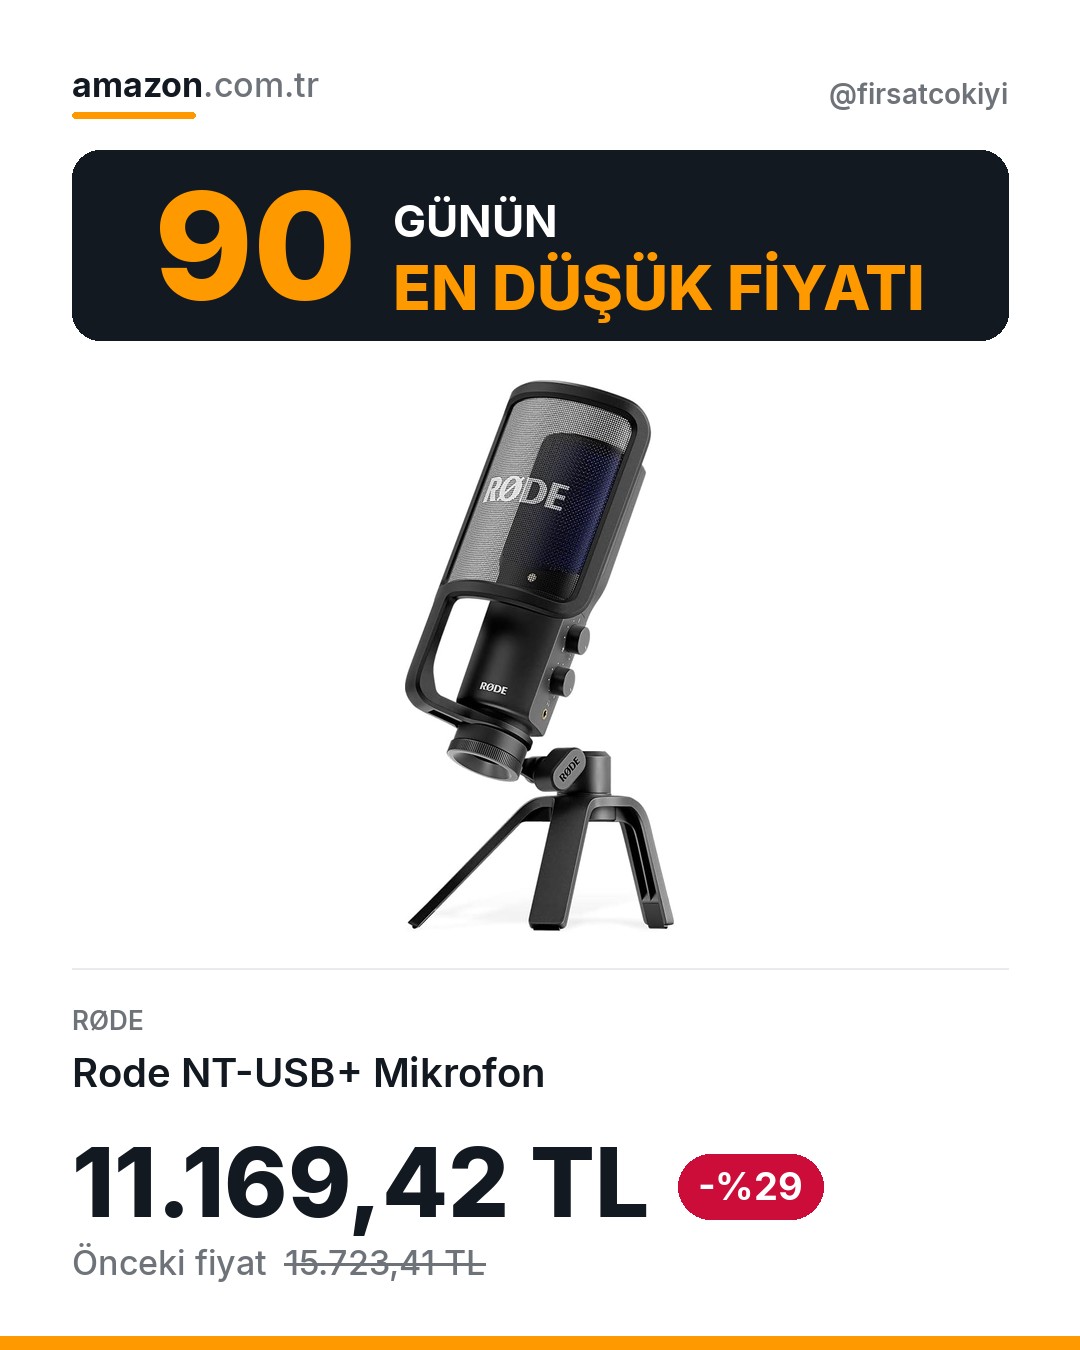 amazon.com.tr
@firsatcokiyi
90
GÜNÜN
EN DÜŞÜK FİYATI
RØDE
RØDE
RØDE
RØDE
Rode NT-USB+ Mikrofon
11.169,42 TL
-%29
Önceki fiyat 15.723,41 TL